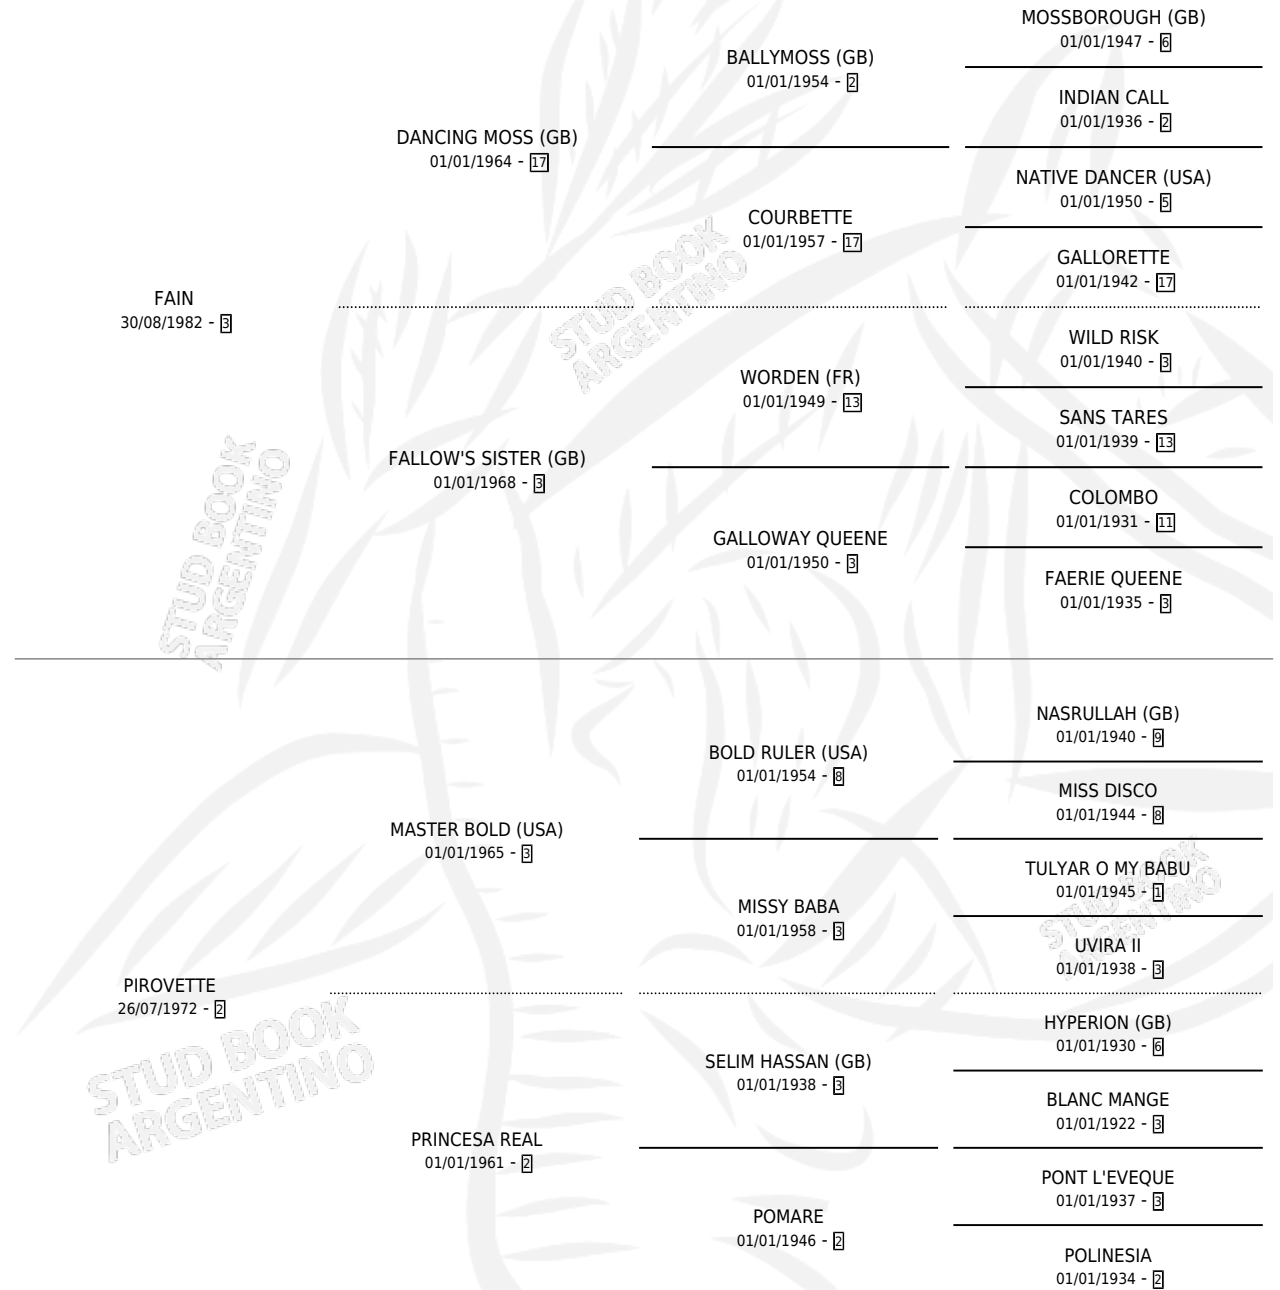 MOSSBOROUGH (GB)
01/01/1947 - 6
BALLYMOSS (GB)
01/01/1954 - 2
INDIAN CALL
01/01/1936 - 2
DANCING MOSS (GB)
01/01/1964 - 17
NATIVE DANCER (USA)
01/01/1950 - 5
COURBETTE
01/01/1957 - 17
GALLORETTE
01/01/1942 - 17
FAIN
30/08/1982 - 3
WILD RISK
01/01/1940 - 3
WORDEN (FR)
01/01/1949 - 13
SANS TARES
01/01/1939 - 13
FALLOW'S SISTER (GB)
01/01/1968 - 3
COLOMBO
01/01/1931 - 11
GALLOWAY QUEENE
01/01/1950 - 3
FAERIE QUEENE
01/01/1935 - 3
NASRULLAH (GB)
01/01/1940 - 9
BOLD RULER (USA)
01/01/1954 - 8
MISS DISCO
01/01/1944 - 8
MASTER BOLD (USA)
01/01/1965 - 3
TULYAR O MY BABU
01/01/1945 - 1
MISSY BABA
01/01/1958 - 3
UVIRA II
01/01/1938 - 3
PIROVETTE
26/07/1972 - 2
HYPERION (GB)
01/01/1930 - 6
SELIM HASSAN (GB)
01/01/1938 - 3
BLANC MANGE
01/01/1922 - 3
PRINCESA REAL
01/01/1961 - 2
PONT L'EVEQUE
01/01/1937 - 3
POMARE
01/01/1946 - 2
POLINESIA
01/01/1934 - 2
STUD BOOK
ARGENTINO
STUD BOOK
ARGENTINO
STUD BOOK
ARGENTINO
STUD BOOK
ARGENTINO